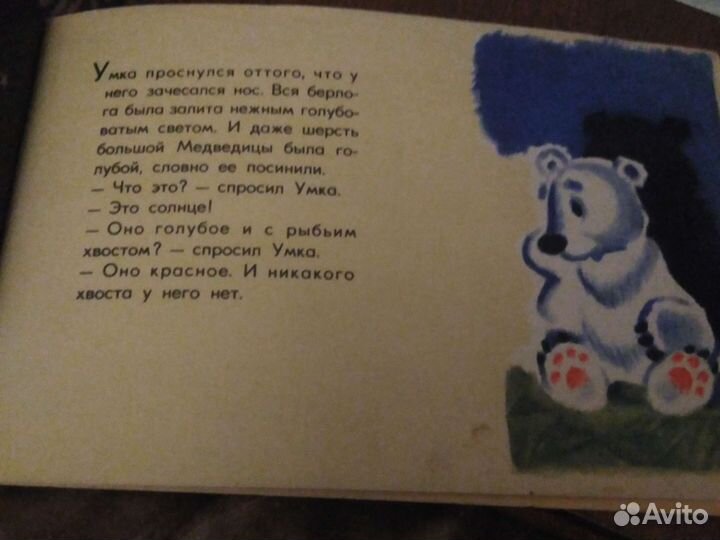 Умка проснулся оттого, что у
него зачесался нос. Вся берло-
га была залита нежным голубо-
ватым светом. И даже шерсть
большой Медведицы была го-
лубой, словно ее посинили.
— Что это? — спросил Умка.
— Это солнце!
— Оно голубое и с рыбьим
хвостом? — спросил Умка.
— Оно красное. И никакого
хвоста у него нет.
Avito